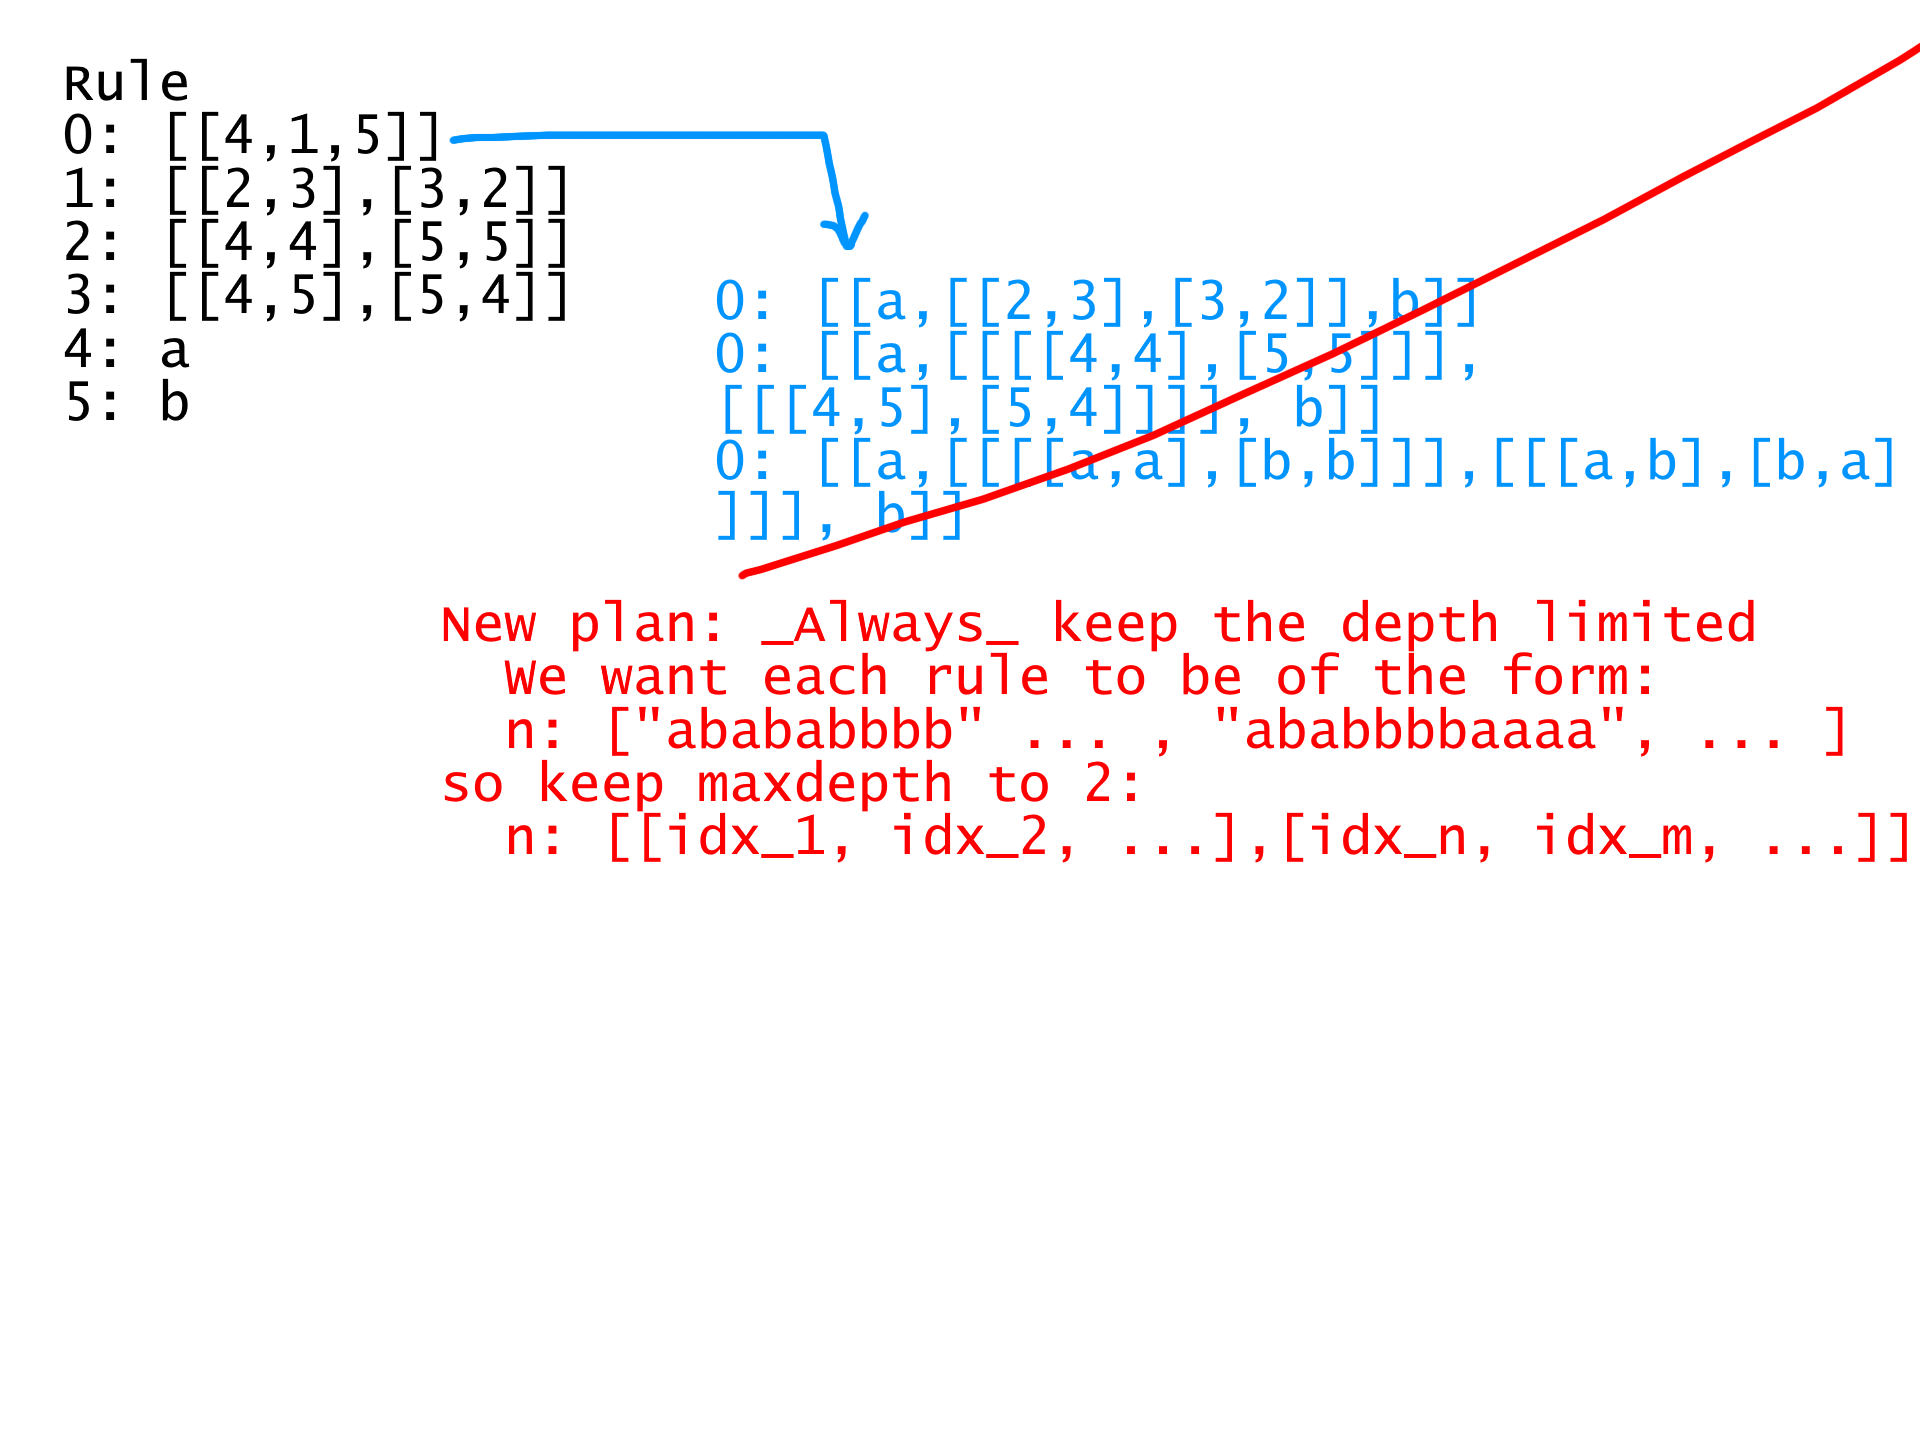 Rule
0: [[4,1,5]]
1: [[2,3],[3,2]]
2: [[4,4],[5,5]]
3: [[4,5],[5,4]]
4: a
5: b
0: [[a,[[2,3],[3,2]],b]]
0: [[a,[[[[4,4],[5,5]]],
[[[4,5],[5,4]]]], b]]
0: [[a,[[[[a,a],[b,b]]],[[[a,b],[b,a]
]]], b]]
New plan: _Always_ keep the depth limited
We want each rule to be of the form:
n: ["abababbbb" ... , "ababbbbaaaa", ... ]
so keep maxdepth to 2:
n: [[idx_1, idx_2, ...],[idx_n, idx_m, ...]]